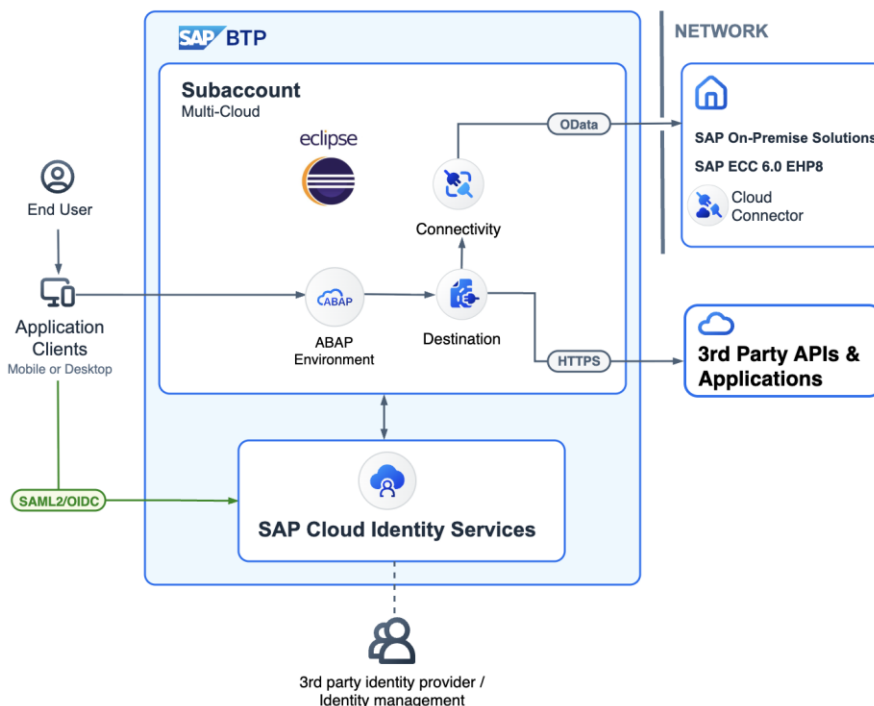 SAP BTP
NETWORK
Subaccount
Multi-Cloud
eclipse
OData
SAP On-Premise Solutions
SAP ECC 6.0 EHP8
Cloud
Connector
End User
Connectivity
Application
Clients
Mobile or Desktop
ABAP
ABAP
Environment
Destination
HTTPS
3rd Party APIs &
Applications
SAML2/OIDC
SAP Cloud Identity Services
3rd party identity provider /
Identity management